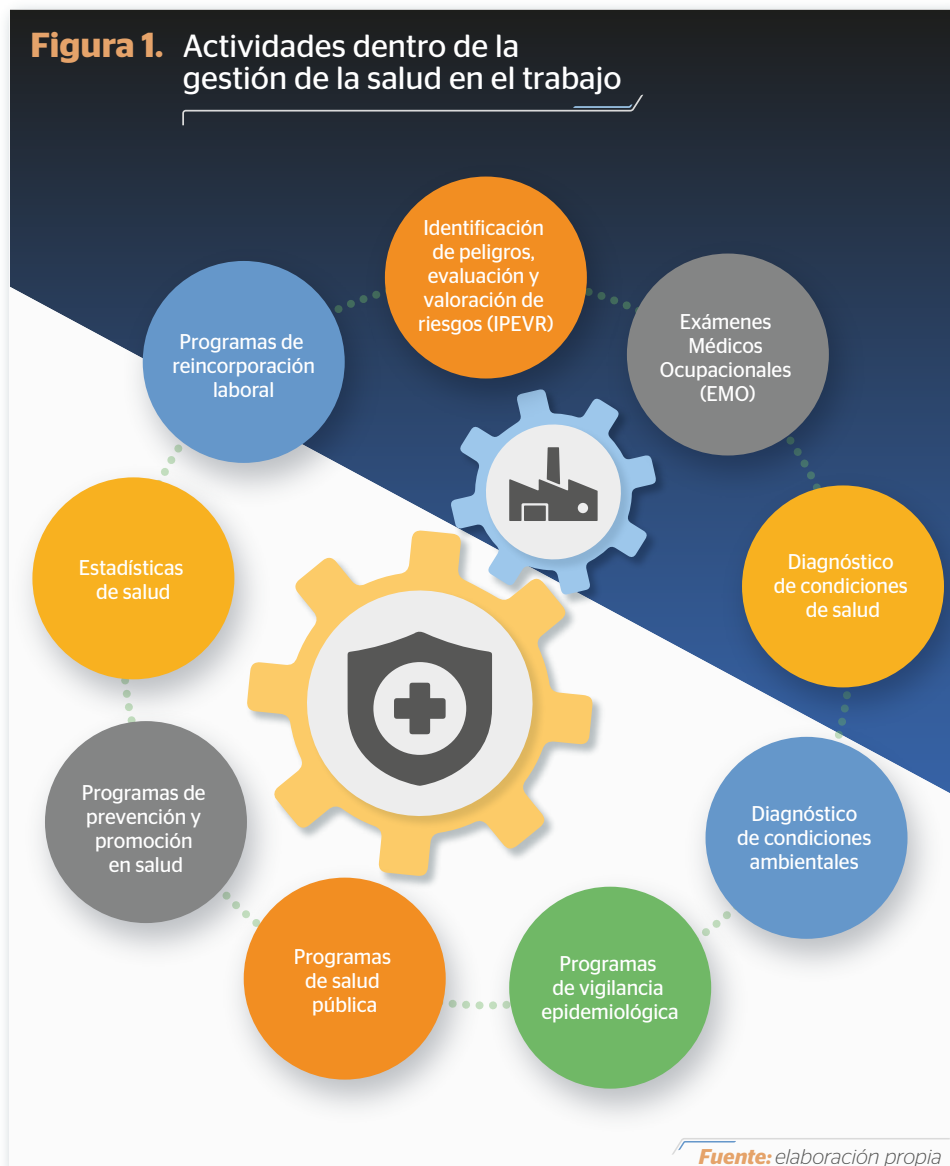 Figura 1. Actividades dentro de la
gestión de la salud en el trabajo
Identificación
de peligros,
evaluación y
valoración de
riesgos (IPEVR)
Exámenes
Médicos
Ocupacionales
(EMO)
Diagnóstico
de condiciones
de salud
Diagnóstico
de condiciones
ambientales
Programas
de vigilancia
epidemiológica
Programas
de salud
pública
Programas de
prevención y
promoción
en salud
Estadísticas
de salud
Programas de
reincorporación
laboral
Fuente: elaboración propia